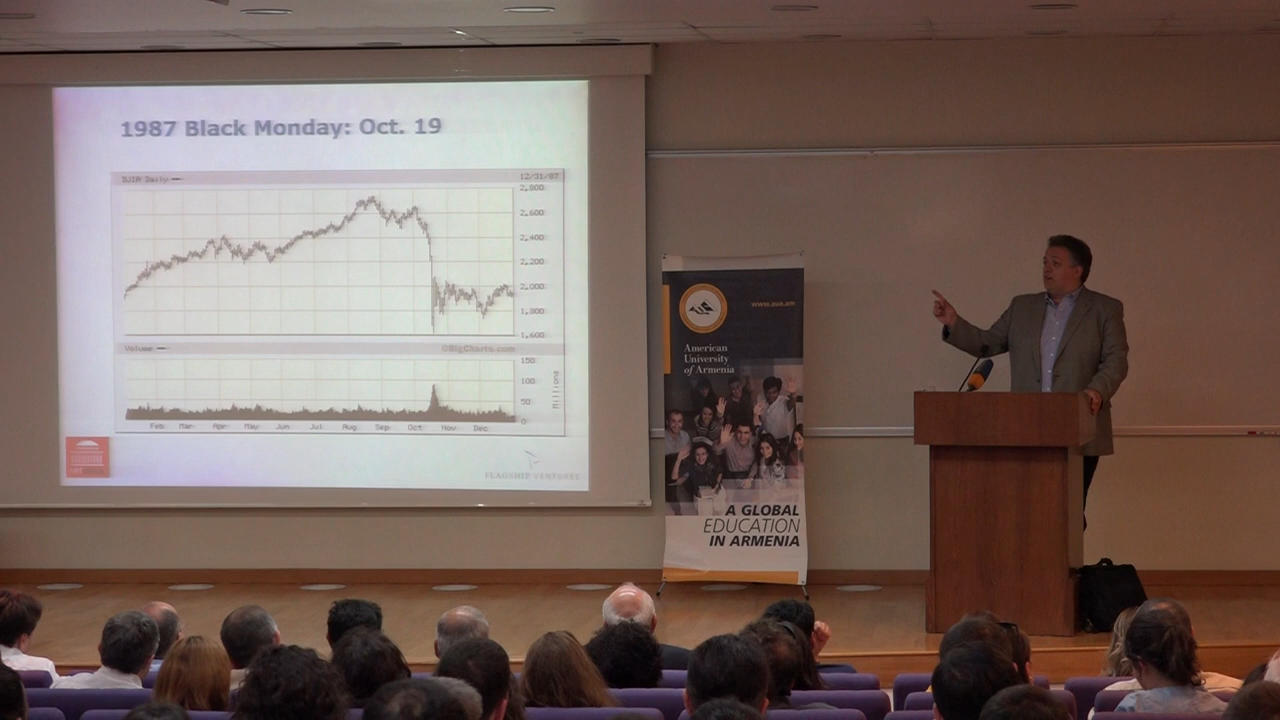 1987 Black Monday: Oct. 19
DJIA Daily
12/31/87
2,800
2,600
2,400
2,200
2,000
1,800
1,600
Volume
©BigCharts.com
150
100
50
0
Millions
Feb Mar Apr May Jun Jul Aug Sep Oct Nov Dec
FLAGSHIP VENTURES
www.aua.am
American
University
of Armenia
A GLOBAL
EDUCATION
IN ARMENIA